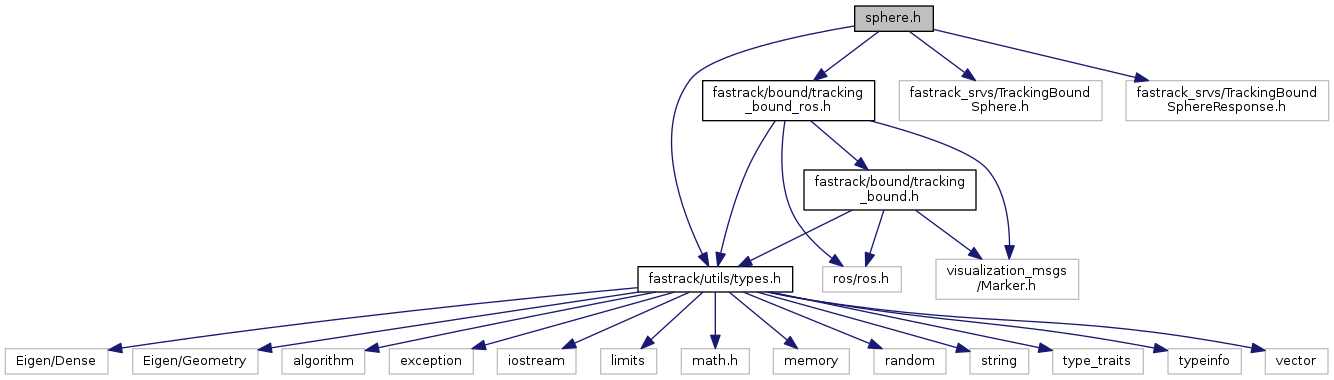 sphere.h
fastrack/bound/tracking
_bound_ros.h
fastrack_srvs/TrackingBound
Sphere.h
fastrack_srvs/TrackingBound
SphereResponse.h
fastrack/bound/tracking
_bound.h
fastrack/utils/types.h
ros/ros.h
visualization_msgs
/Marker.h
Eigen/Dense
Eigen/Geometry
algorithm
exception
iostream
limits
math.h
memory
random
string
type_traits
typeinfo
vector